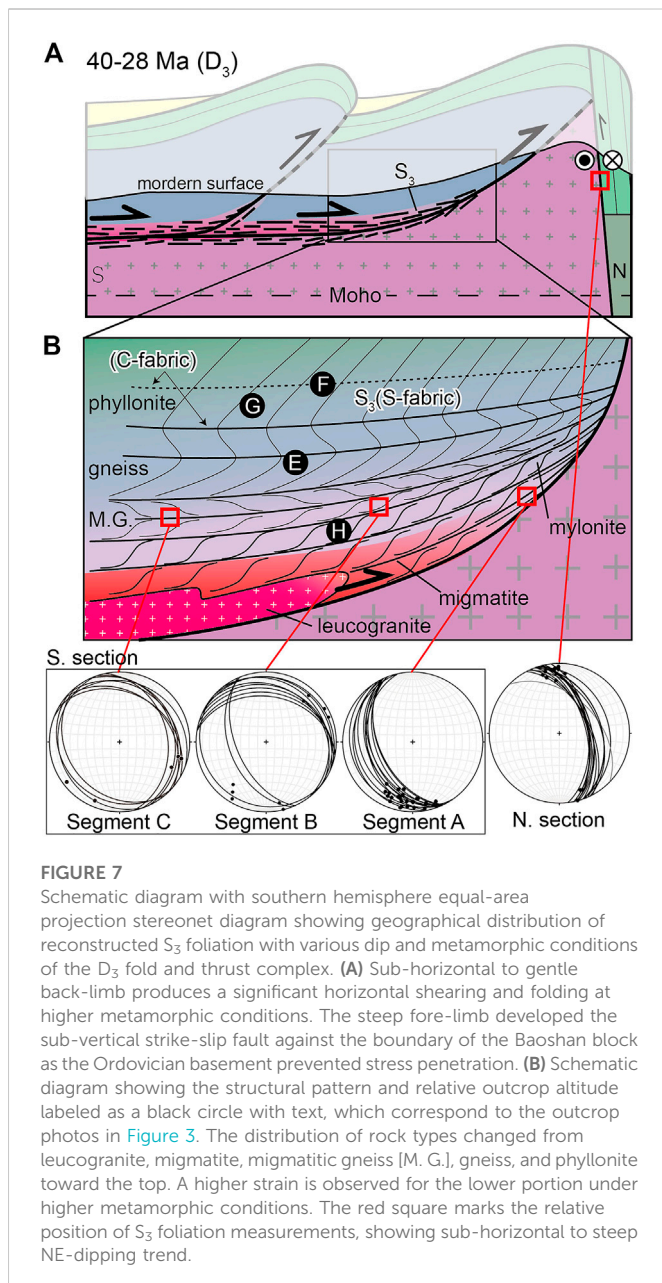 A
40-28 Ma (D3)
mordern surface
S3
S
N
Moho
B
(C-fabric)
F
phyllonite
G
S3(S-fabric)
gneiss
E
M.G.
H
mylonite
migmatite
leucogranite
S. section
Segment C
Segment B
Segment A
N. section
FIGURE 7
Schematic diagram with southern hemisphere equal-area
projection stereonet diagram showing geographical distribution of
reconstructed S3 foliation with various dip and metamorphic conditions
of the D3 fold and thrust complex. (A) Sub-horizontal to gentle
back-limb produces a significant horizontal shearing and folding at
higher metamorphic conditions. The steep fore-limb developed the
sub-vertical strike-slip fault against the boundary of the Baoshan block
as the Ordovician basement prevented stress penetration. (B) Schematic
diagram showing the structural pattern and relative outcrop altitude
labeled as a black circle with text, which correspond to the outcrop
photos in Figure 3. The distribution of rock types changed from
leucogranite, migmatite, migmatitic gneiss [M. G.], gneiss, and phyllonite
toward the top. A higher strain is observed for the lower portion under
higher metamorphic conditions. The red square marks the relative
position of S3 foliation measurements, showing sub-horizontal to steep
NE-dipping trend.